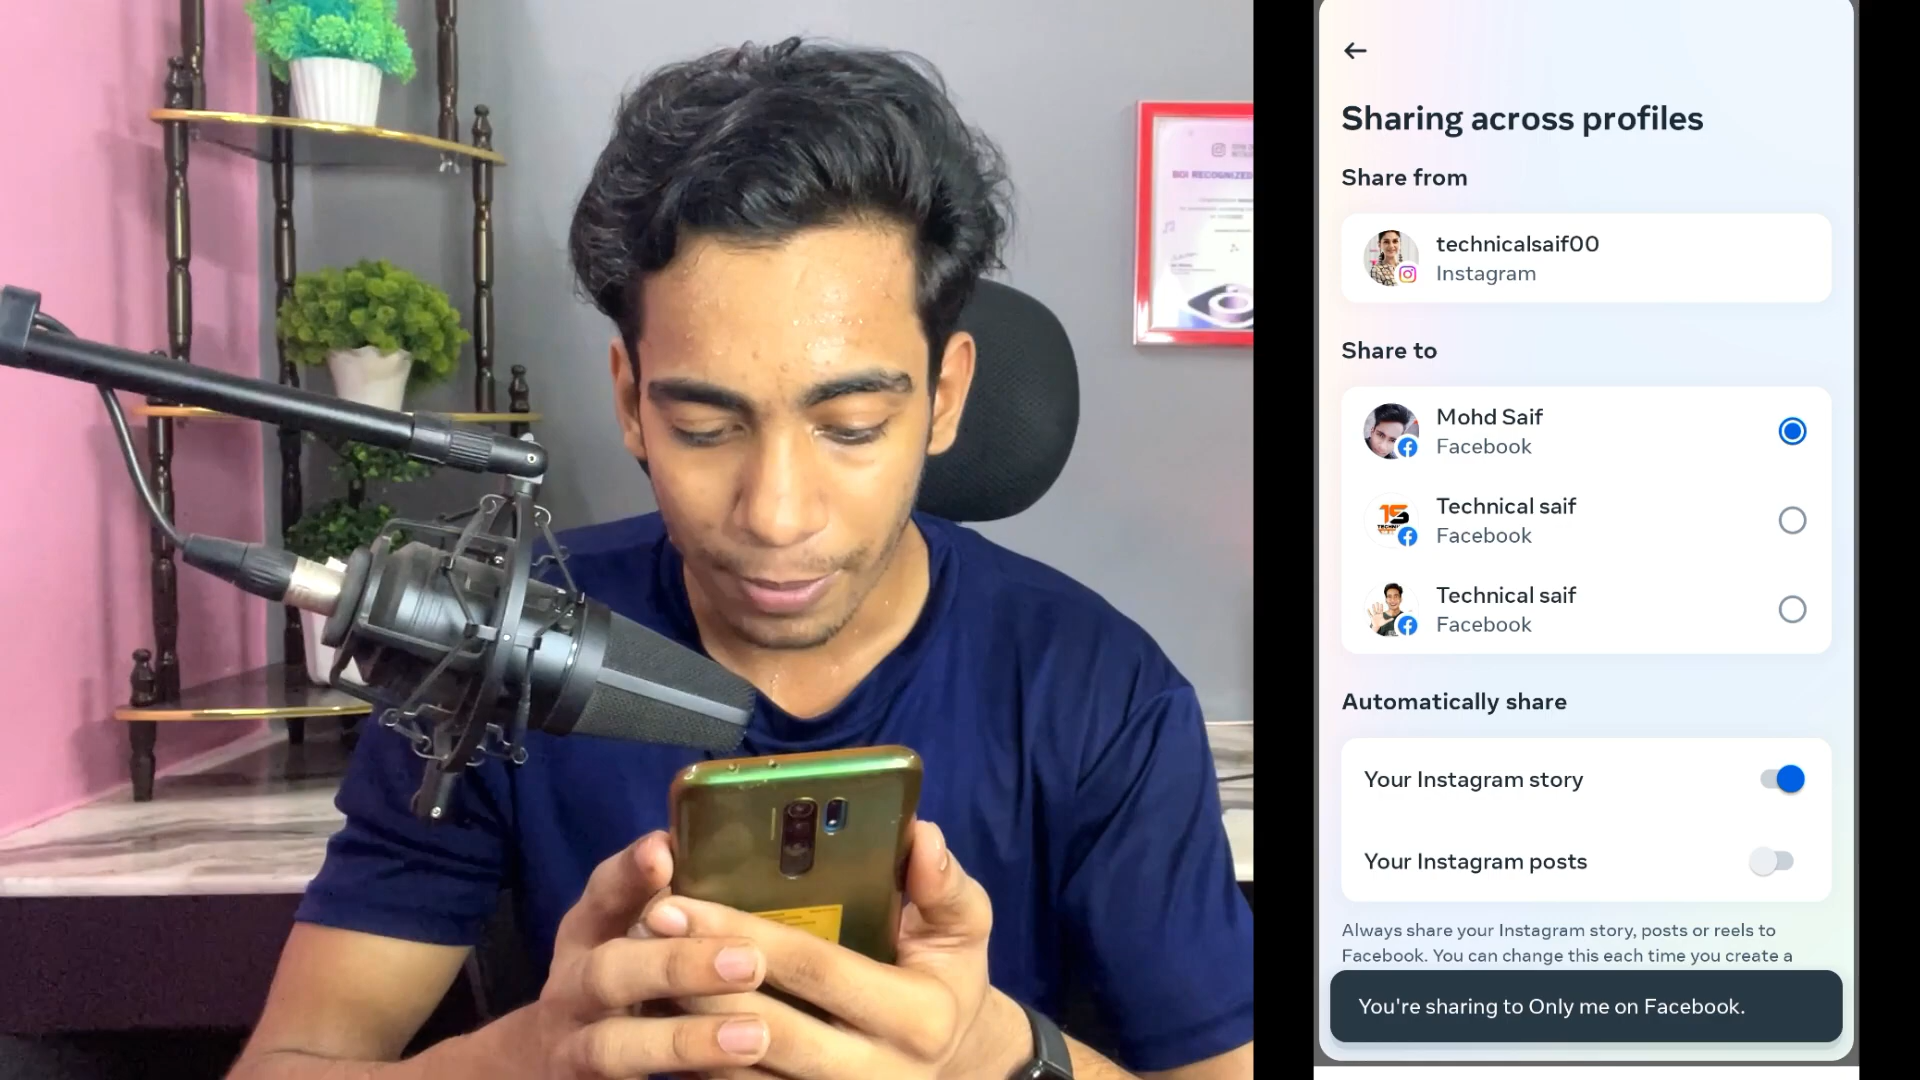 BOI RECOGNIZED
Sharing across profiles
Share from
technicalsaif00
Instagram
Share to
Mohd Saif
Facebook
Technical saif
Facebook
Technical saif
Facebook
Automatically share
Your Instagram story
Your Instagram posts
Always share your Instagram story, posts or reels to
Facebook. You can change this each time you create a
You're sharing to Only me on Facebook.